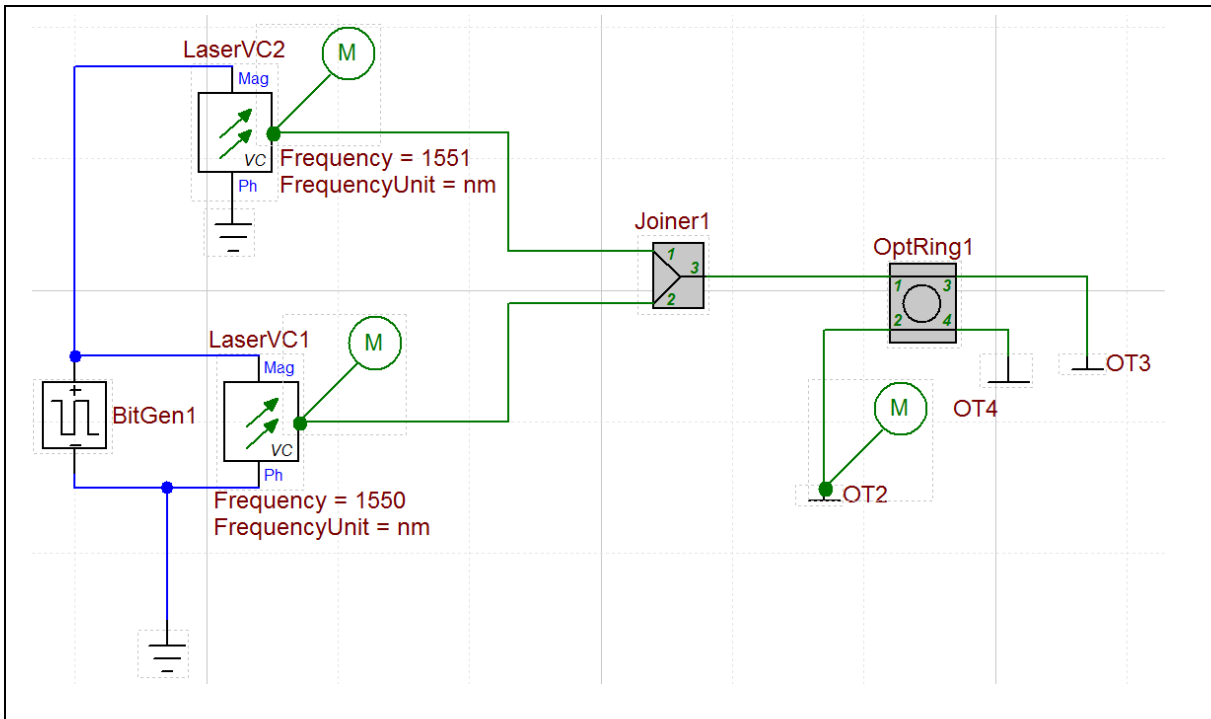 LaserVC2
M
Mag
VC
Ph
Frequency = 1551
FrequencyUnit = nm
Joiner1
1
3
2
OptRing1
1
3
2
4
LaserVC1
M
Mag
VC
Ph
BitGen1
+
−
Frequency = 1550
FrequencyUnit = nm
OT3
OT4
M
OT2